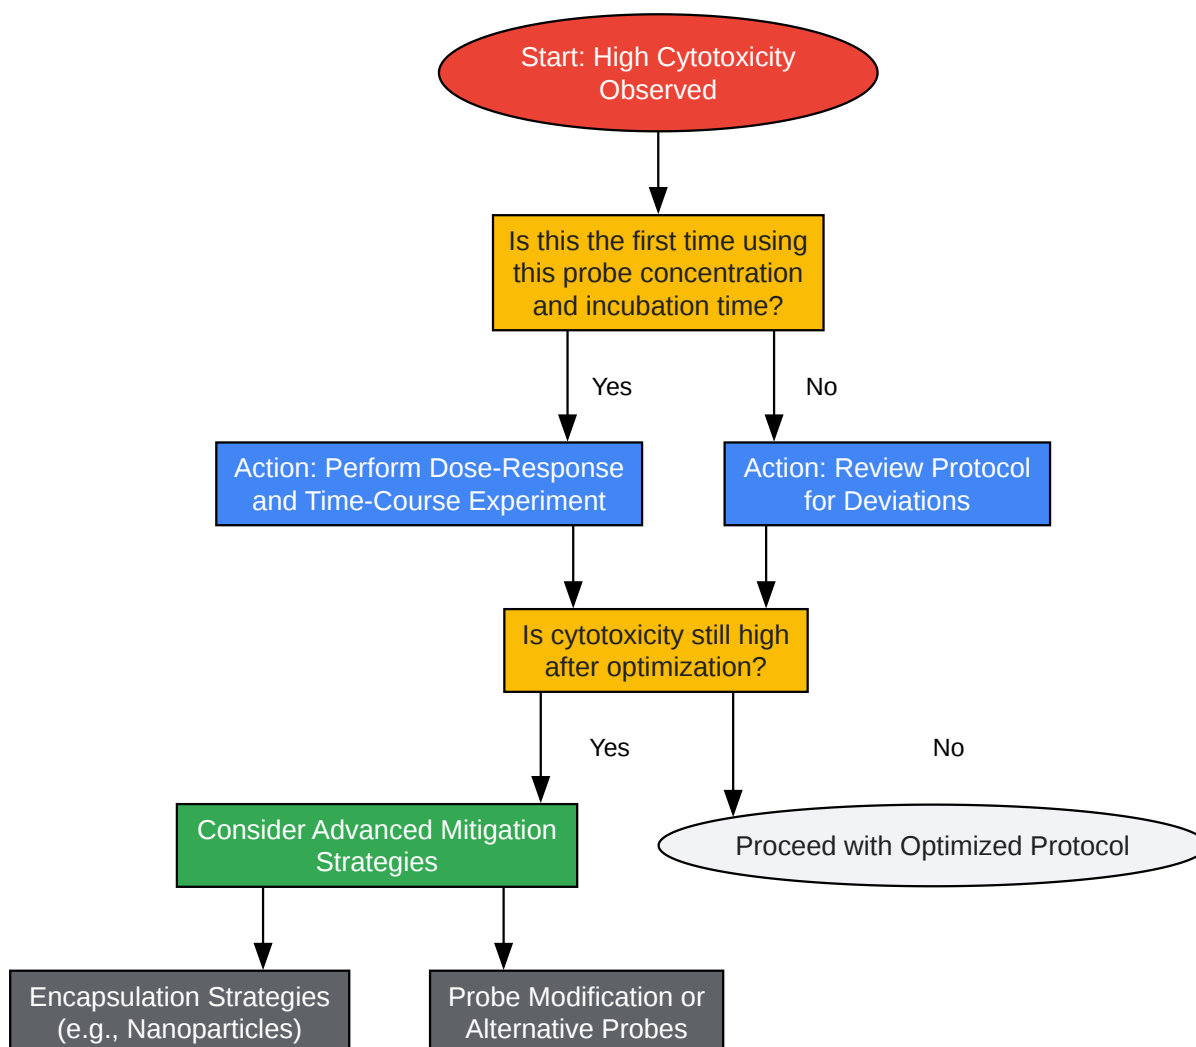 Start: High Cytotoxicity
Observed
Is this the first time using
this probe concentration
and incubation time?
Yes
No
Action: Perform Dose-Response
and Time-Course Experiment
Action: Review Protocol
for Deviations
Is cytotoxicity still high
after optimization?
Yes
No
Consider Advanced Mitigation
Strategies
Proceed with Optimized Protocol
Encapsulation Strategies
(e.g., Nanoparticles)
Probe Modification or
Alternative Probes